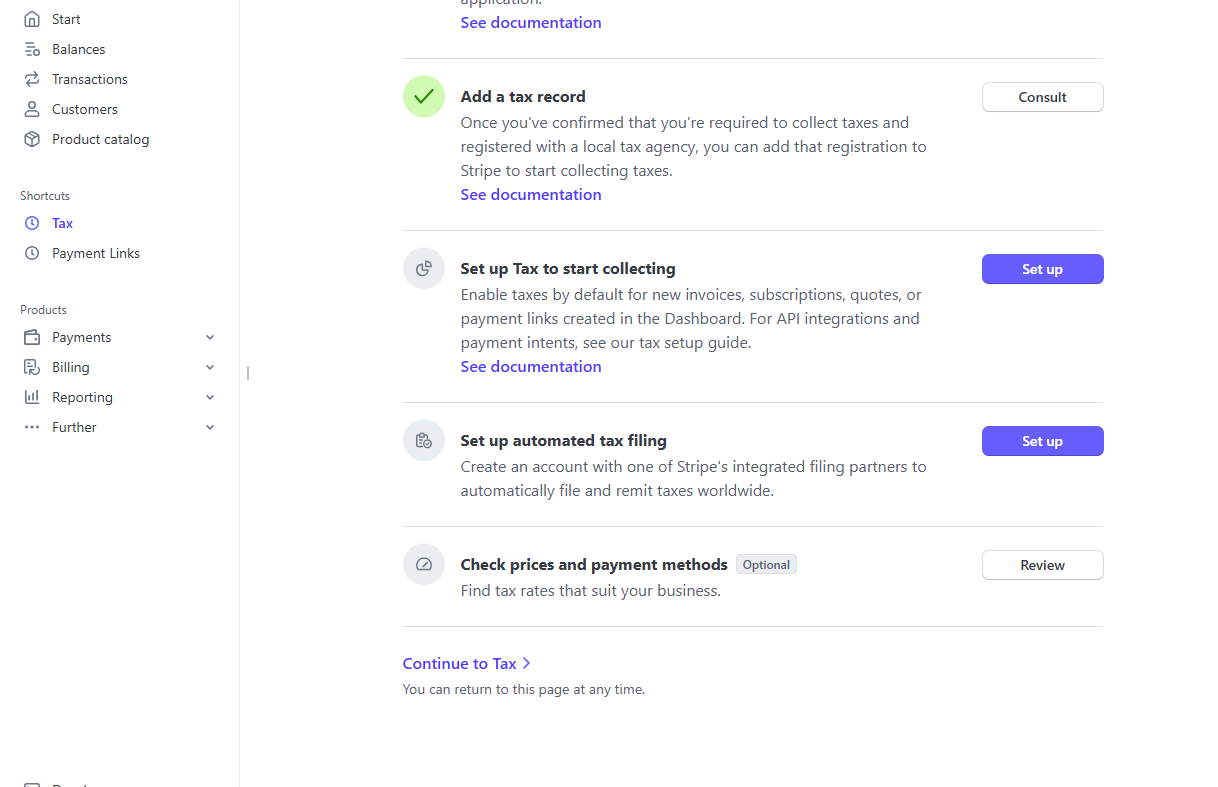 Start
Balances
Transactions
Customers
Product catalog
Shortcuts
Tax
Payment Links
Products
Payments
Billing
Reporting
Further
application.
See documentation
Add a tax record
Consult
Once you've confirmed that you're required to collect taxes and
registered with a local tax agency, you can add that registration to
Stripe to start collecting taxes.
See documentation
Set up Tax to start collecting
Set up
Enable taxes by default for new invoices, subscriptions, quotes, or
payment links created in the Dashboard. For API integrations and
payment intents, see our tax setup guide.
See documentation
Set up automated tax filing
Set up
Create an account with one of Stripe's integrated filing partners to
automatically file and remit taxes worldwide.
Check prices and payment methods Optional
Review
Find tax rates that suit your business.
Continue to Tax
You can return to this page at any time.